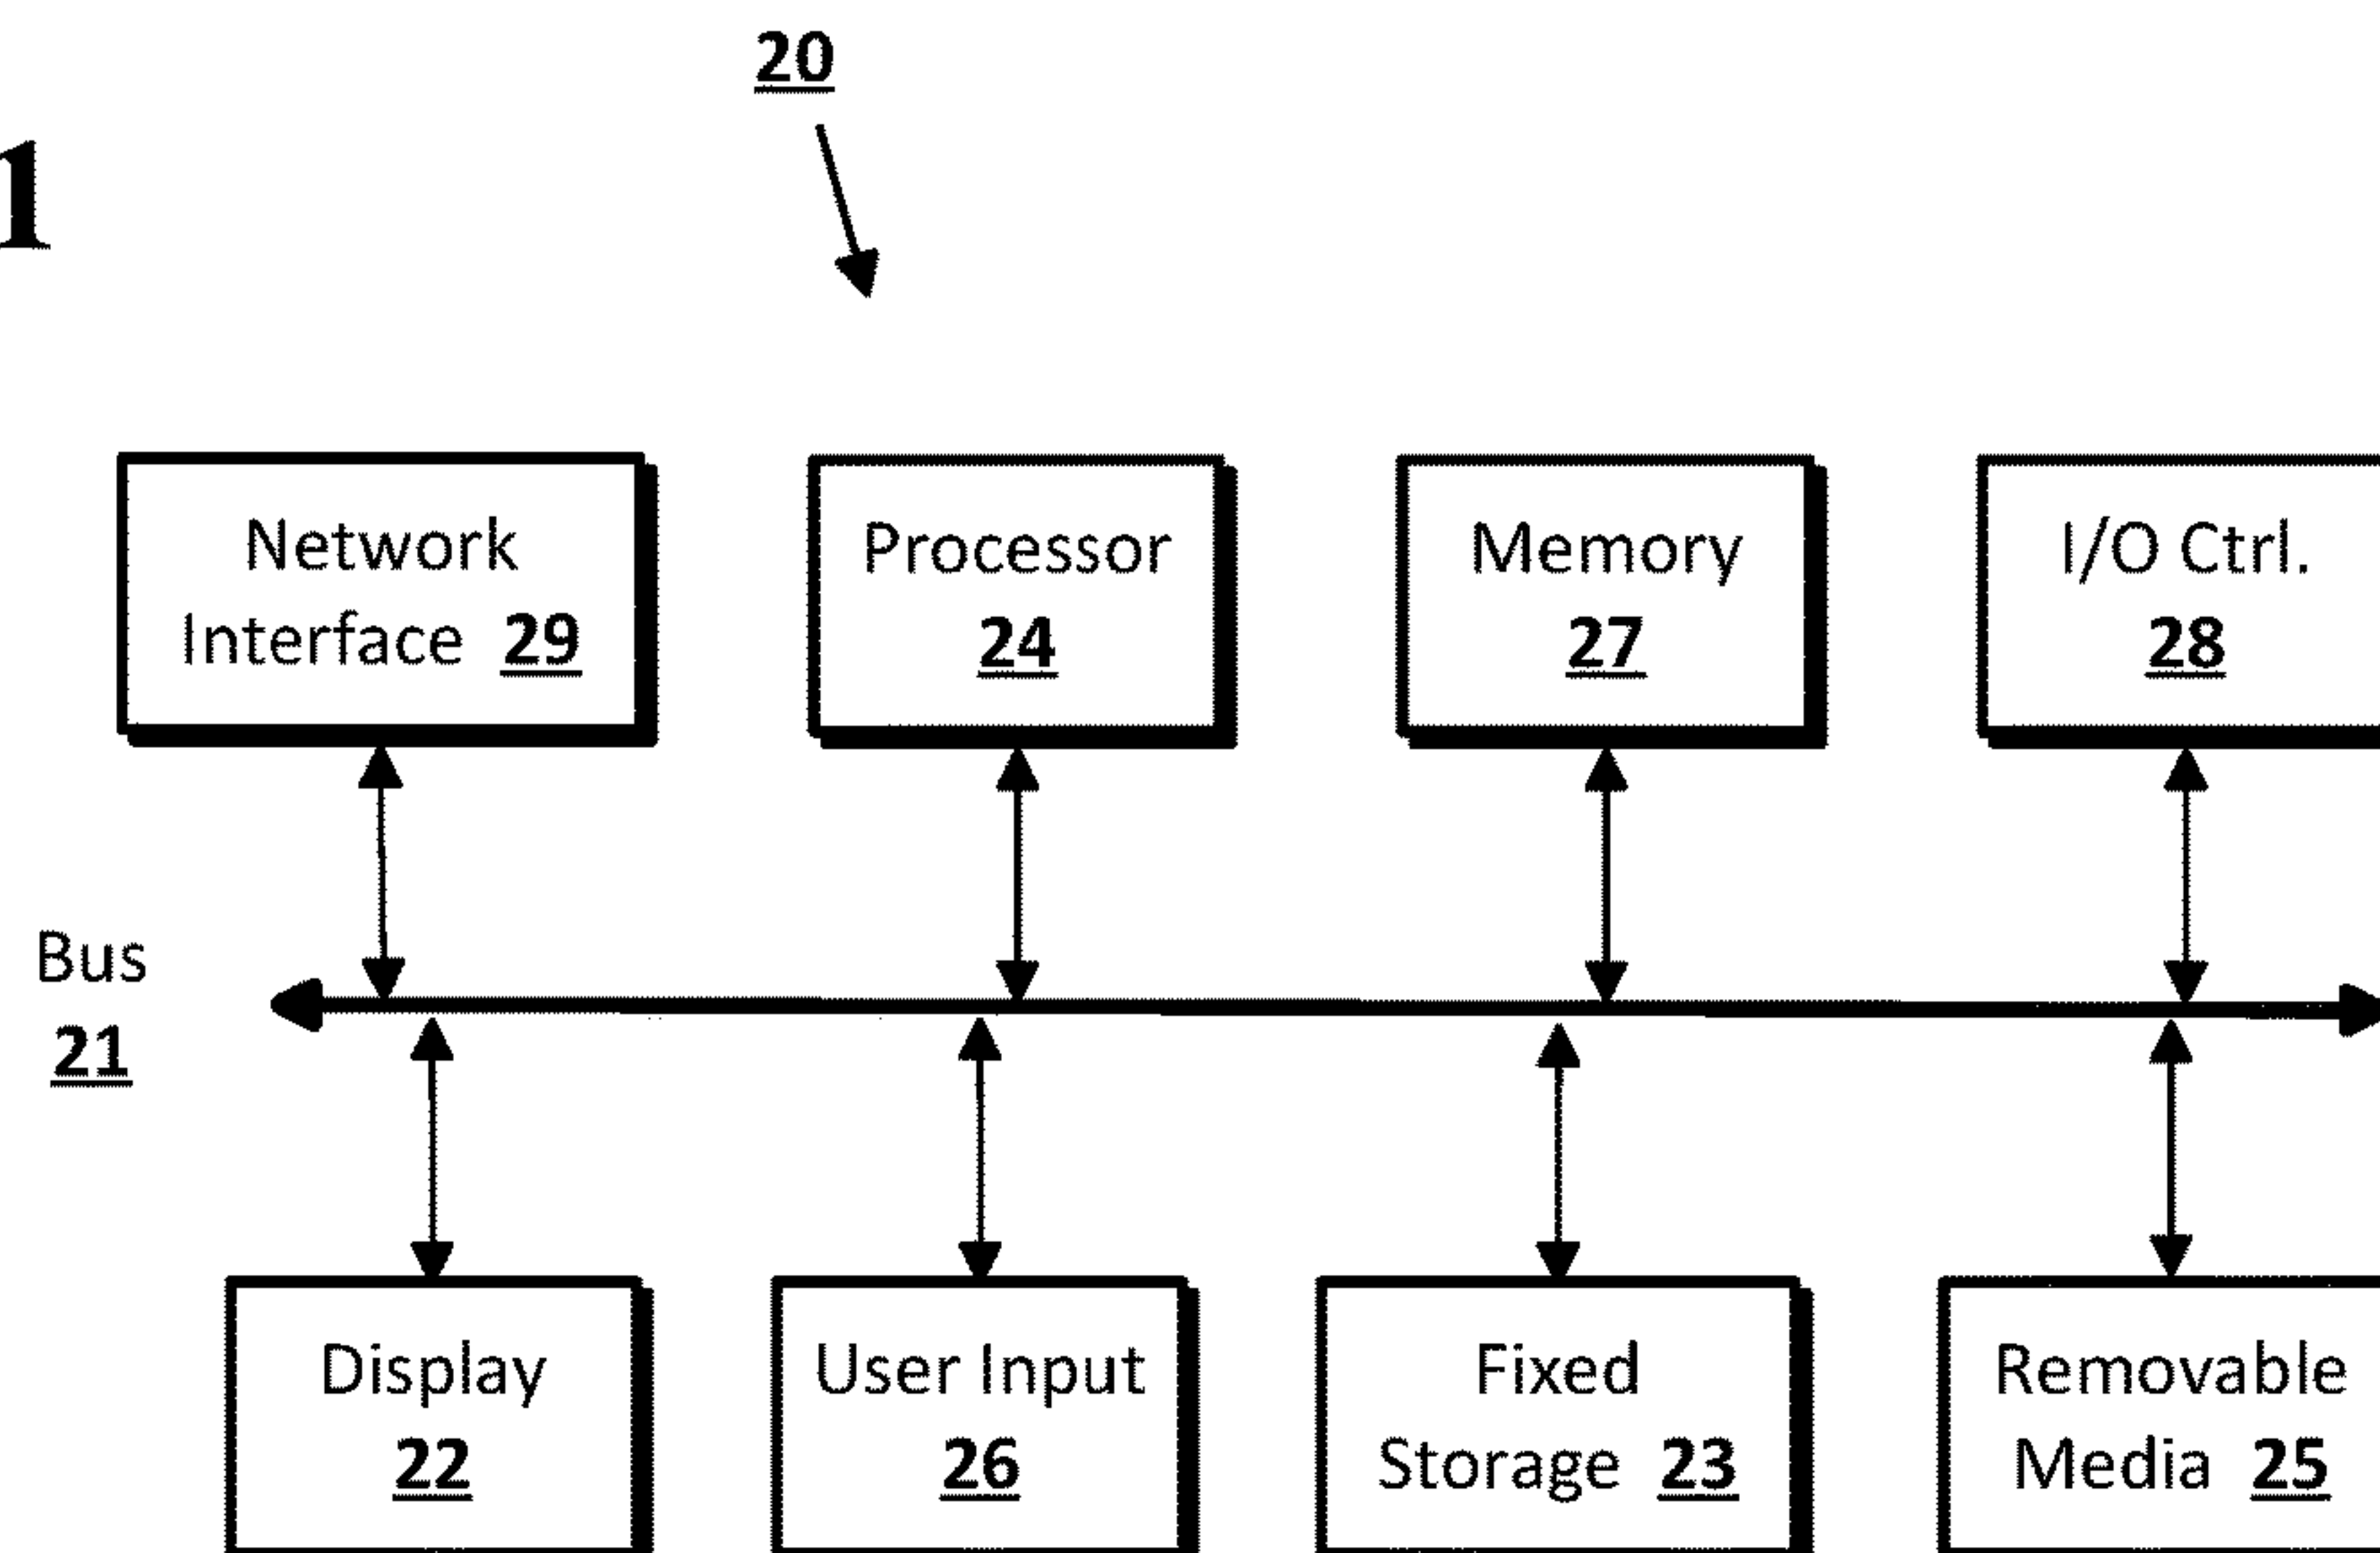 20
1
Network
Interface 29
Processor
24
Memory
27
I/O Ctrl.
28
Bus
21
Display
22
User Input
26
Fixed
Storage 23
Removable
Media 25